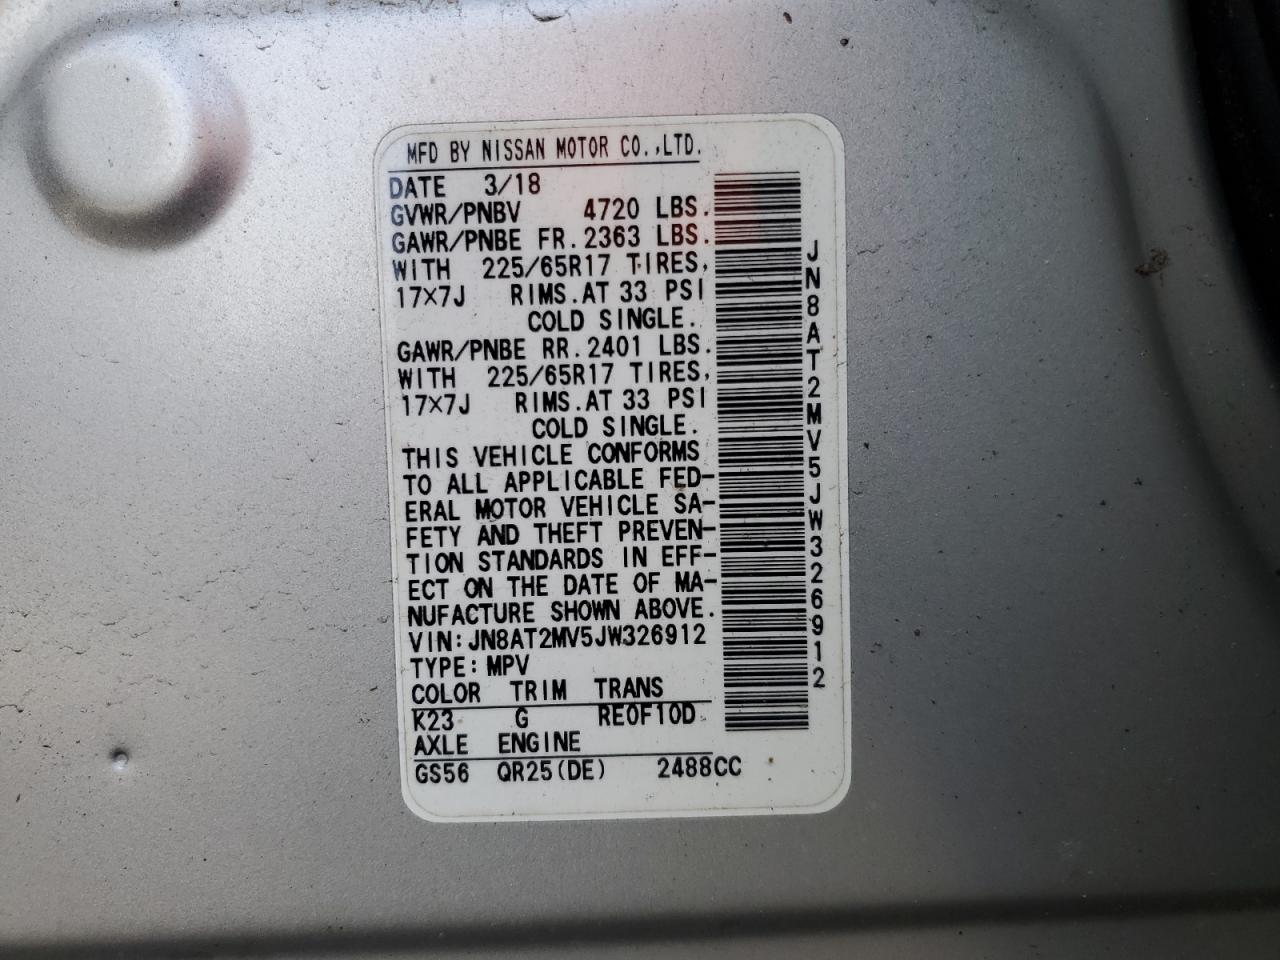 MFD BY NISSAN MOTOR CO.,LTD.
DATE 3/18
GVWR/PNBV 4720 LBS.
GAWR/PNBE FR. 2363 LBS.
WITH 225/65R17 TIRES,
17×7J RIMS.AT 33 PSI
COLD SINGLE.
GAWR/PNBE RR. 2401 LBS.
WITH 225/65R17 TIRES,
17×7J RIMS.AT 33 PSI
COLD SINGLE.
THIS VEHICLE CONFORMS
TO ALL APPLICABLE FED-
ERAL MOTOR VEHICLE SA-
FETY AND THEFT PREVEN-
TION STANDARDS IN EFF-
ECT ON THE DATE OF MA-
NUFACTURE SHOWN ABOVE.
VIN:JN8AT2MV5JW326912
TYPE:MPV
COLOR TRIM TRANS
K23 G RE0F10D
AXLE ENGINE
GS56 QR25(DE) 2488CC
JN8AT2MV5JW326912